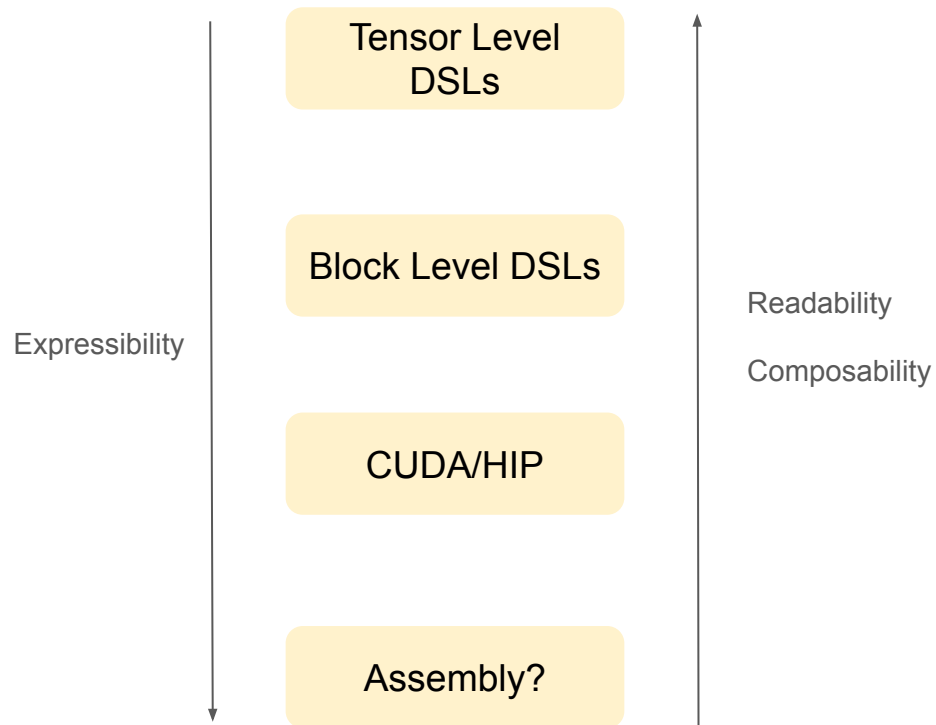 Tensor Level
DSLs
Block Level DSLs
Readability
Expressibility
Composability
CUDA/HIP
Assembly?